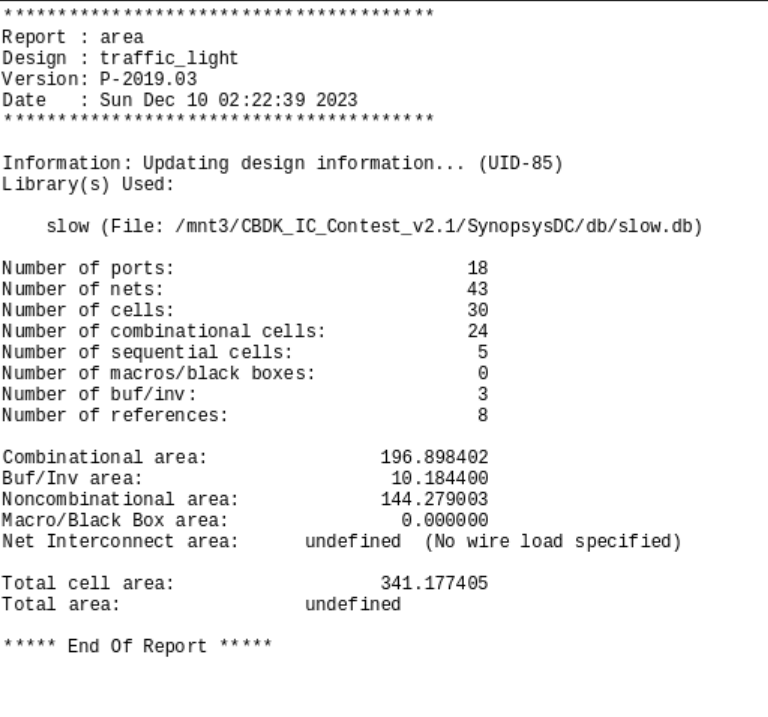 ****************************************
Report : area
Design : traffic_light
Version: P-2019.03
Date   : Sun Dec 10 02:22:39 2023
****************************************
Information: Updating design information... (UID-85)
Library(s) Used:
    slow (File: /mnt3/CBDK_IC_Contest_v2.1/SynopsysDC/db/slow.db)
Number of ports:                           18
Number of nets:                            43
Number of cells:                           30
Number of combinational cells:             24
Number of sequential cells:                 5
Number of macros/black boxes:               0
Number of buf/inv:                          3
Number of references:                       8
Combinational area:                196.898402
Buf/Inv area:                       10.184400
Noncombinational area:             144.279003
Macro/Black Box area:                0.000000
Net Interconnect area:      undefined  (No wire load specified)
Total cell area:                   341.177405
Total area:                 undefined
***** End Of Report *****